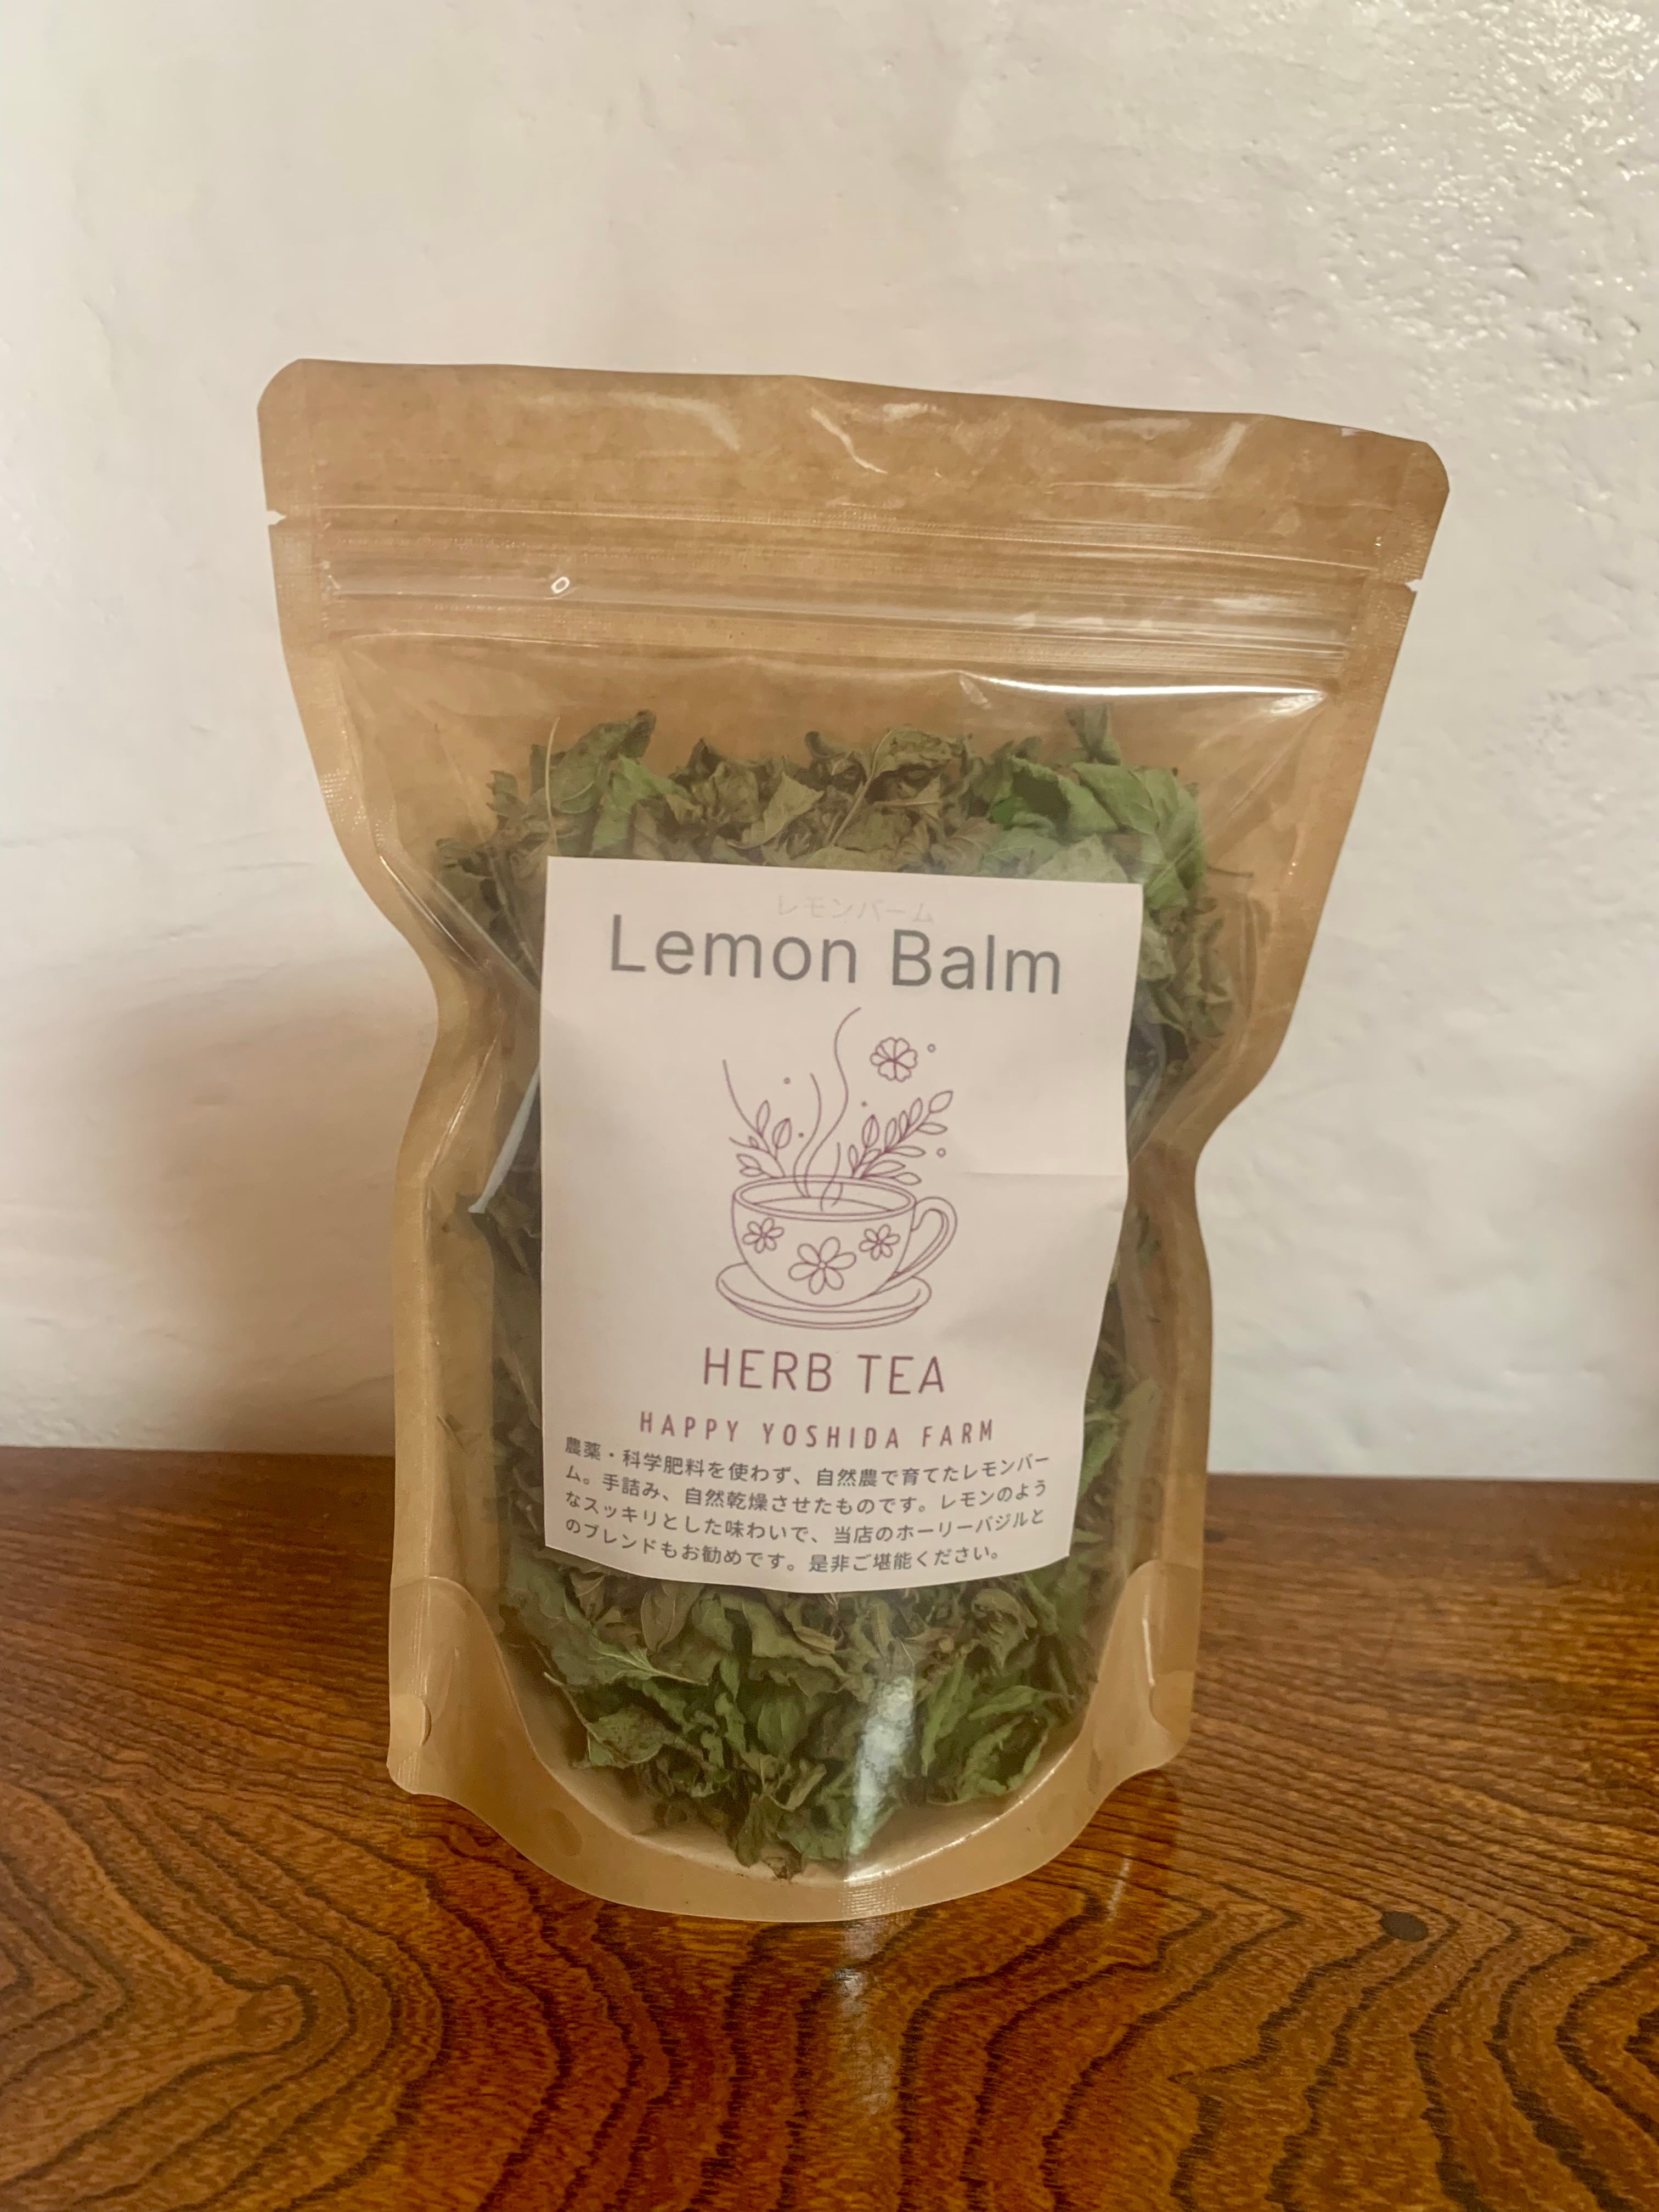 レモンバーム
Lemon Balm
HERB TEA
HAPPY YOSHIDA FARM
農薬・科学肥料を使わず、自然農で育てたレモンバー
ム。手詰み、自然乾燥させたものです。レモンのよう
なスッキリとした味わいで、当店のホーリーバジルと
のブレンドもお勧めです。是非ご堪能ください。